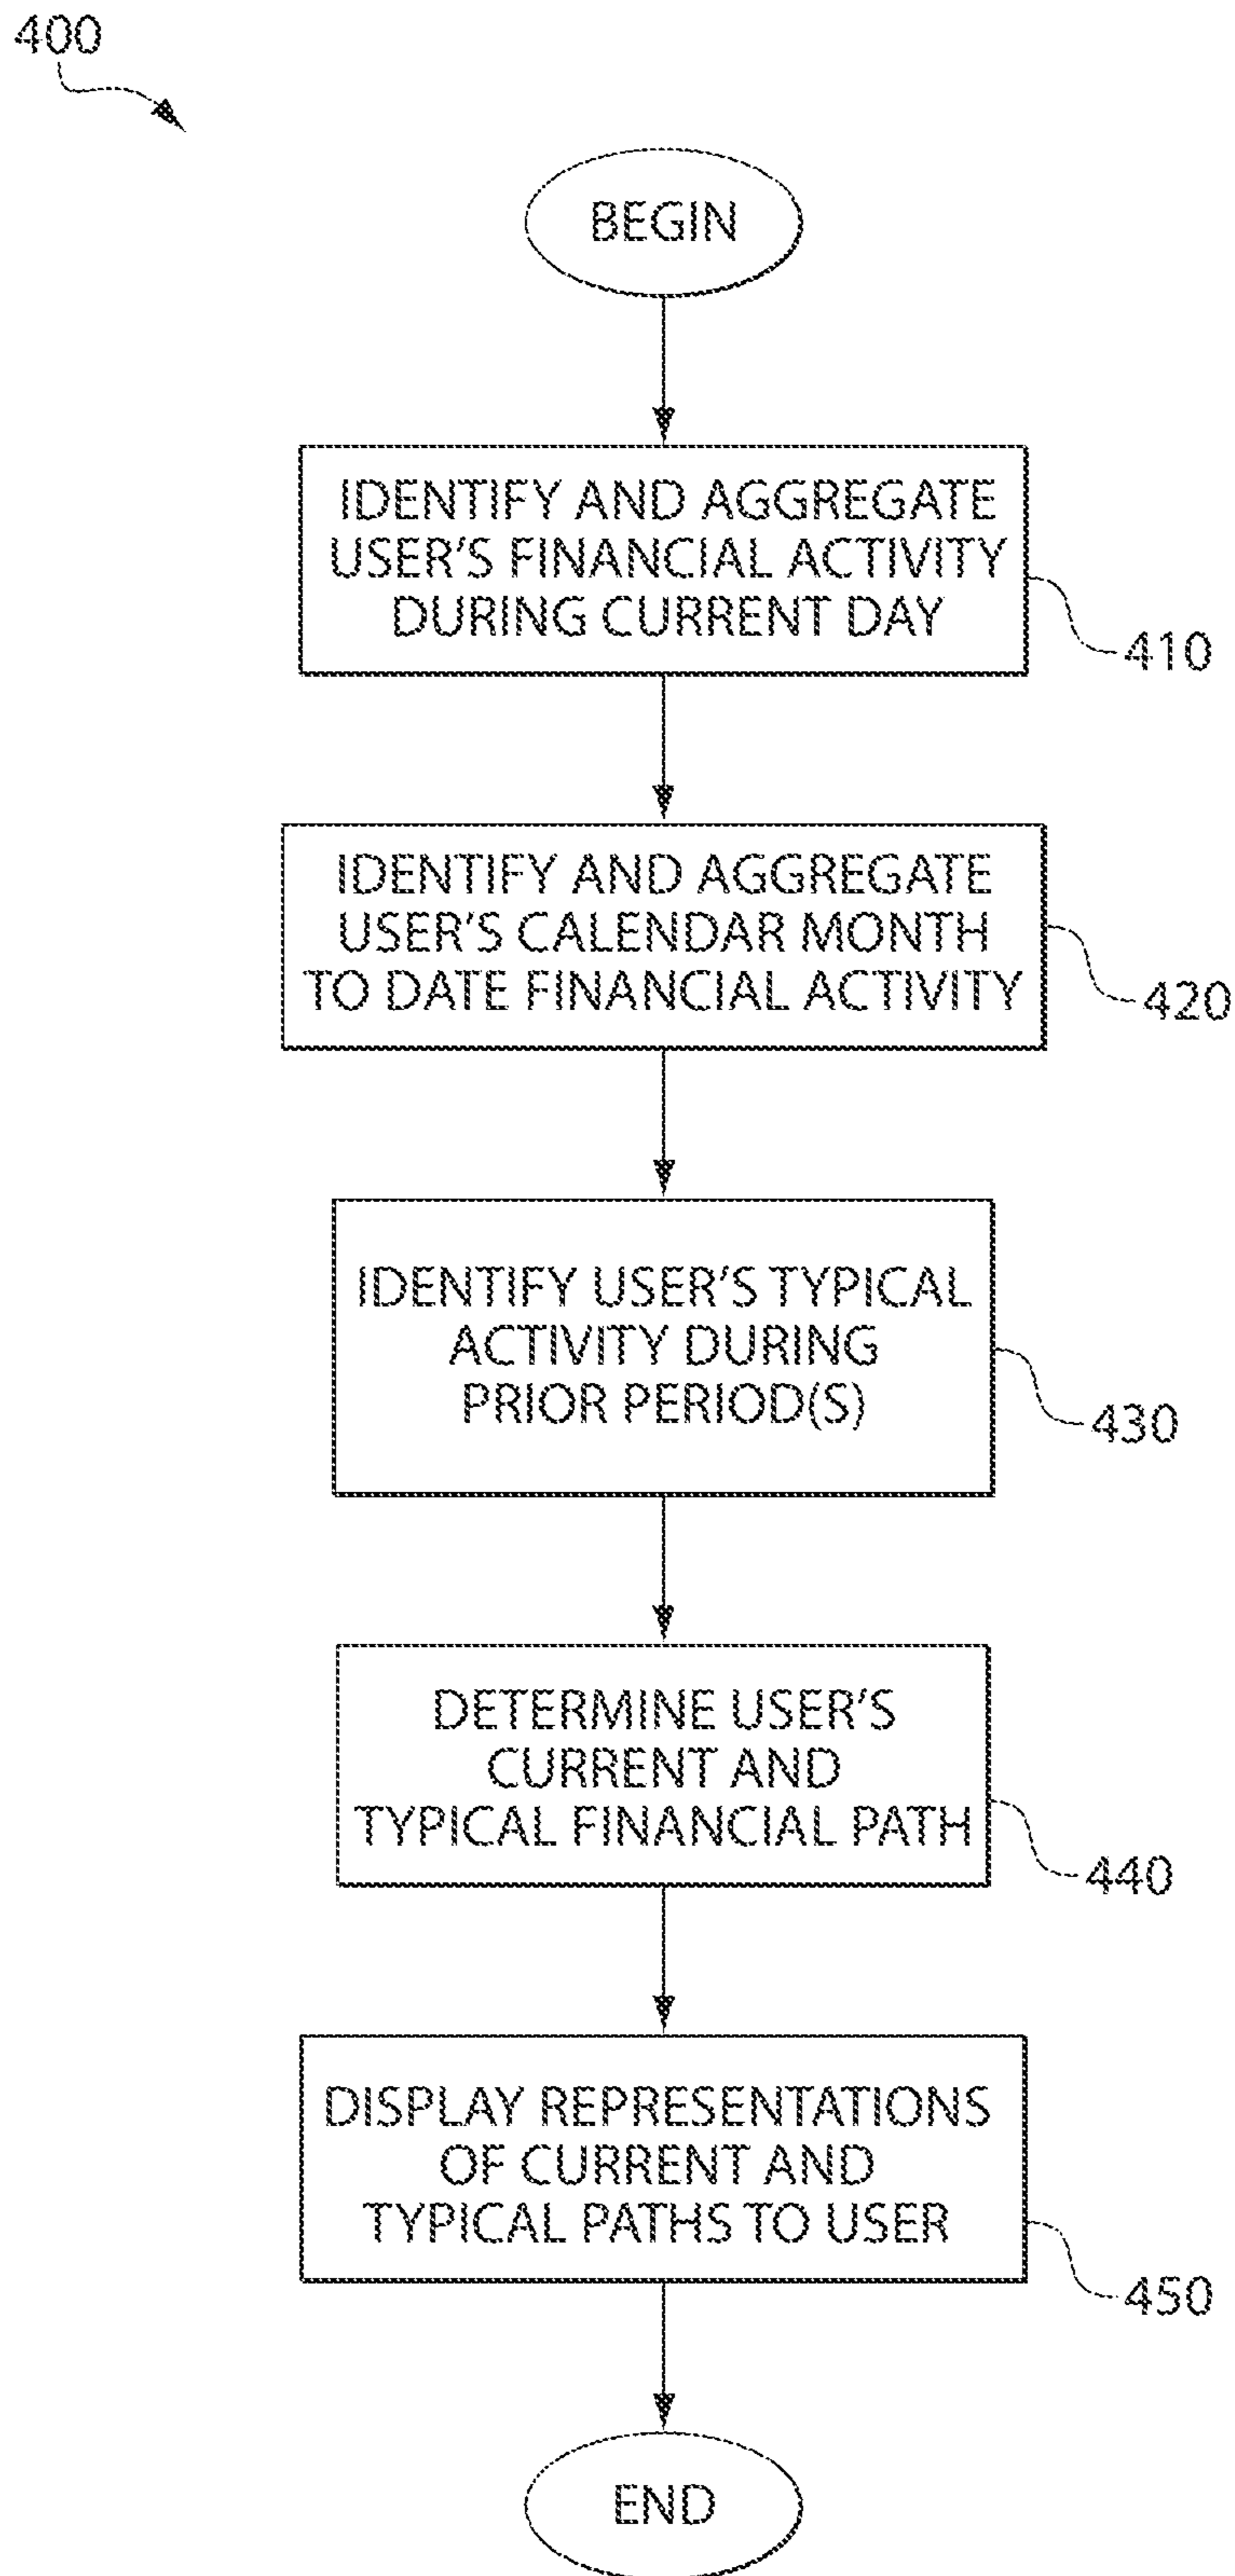 400
BEGIN
IDENTIFY AND AGGREGATE
USER'S FINANCIAL ACTIVITY
DURING CURRENT DAY
410
IDENTIFY AND AGGREGATE
USER'S CALENDAR MONTH
TO DATE FINANCIAL ACTIVITY
420
IDENTIFY USER'S TYPICAL
ACTIVITY DURING
PRIOR PERIOD(S)
430
DETERMINE USER'S
CURRENT AND
TYPICAL FINANCIAL PATH
440
DISPLAY REPRESENTATIONS
OF CURRENT AND
TYPICAL PATHS TO USER
450
END